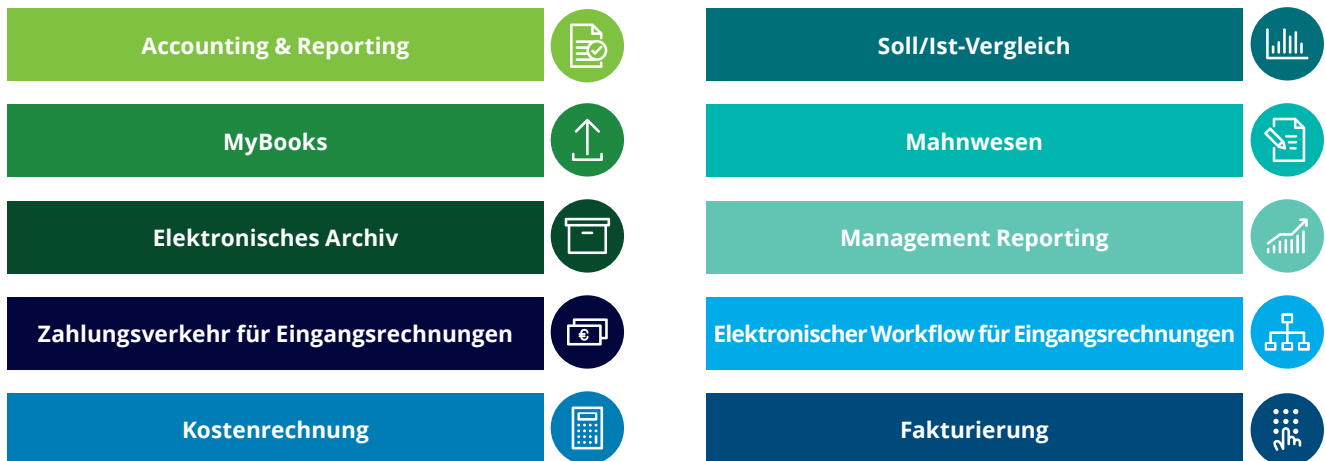 Accounting & Reporting
MyBooks
Elektronisches Archiv
Zahlungsverkehr für Eingangsrechnungen
Kostenrechnung
Soll/Ist-Vergleich
Mahnwesen
Management Reporting
Elektronischer Workflow für Eingangsrechnungen
Fakturierung